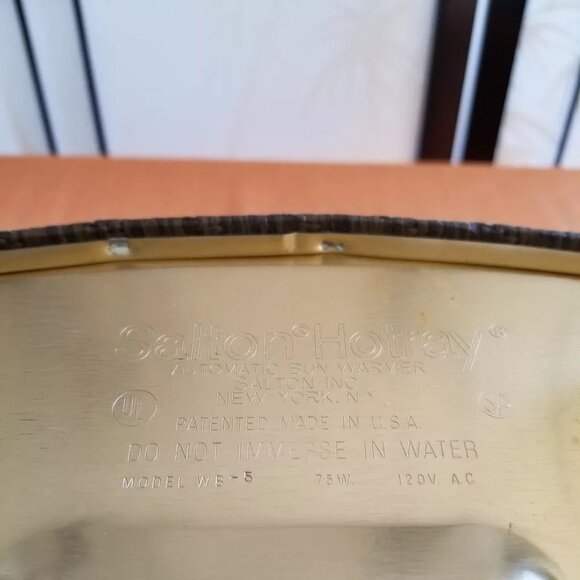 Salton® Hotray®
AUTOMATIC BUN WARMER
SALTON INC.
NEW YORK, N.Y.
UL
PATENTED MADE IN U.S.A.
DO NOT IMMERSE IN WATER
MODEL WB-5 75W. 120V. A.C.